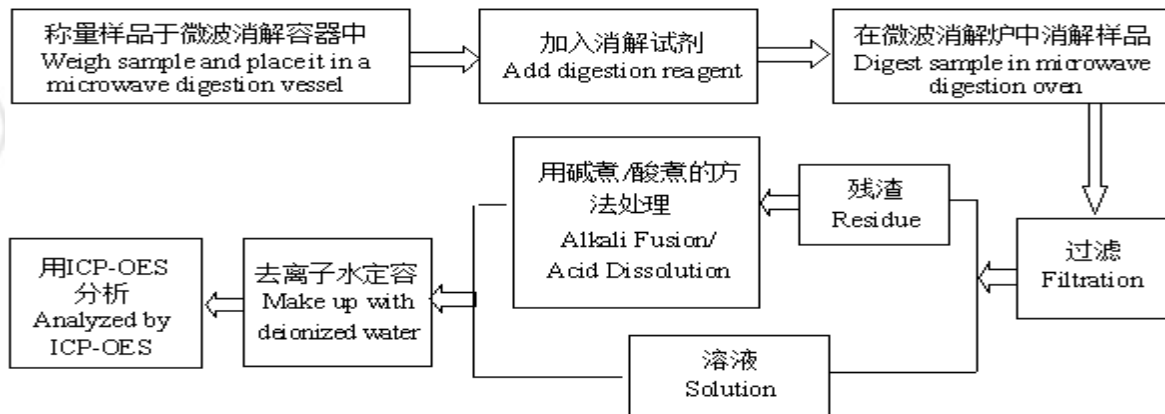 称量样品于微波消解容器中
Weigh sample and place it in a
microwave digestion vessel
加入消解试剂
Add digestion reagent
在微波消解炉中消解样品
Digest sample in microwave
digestion oven
过滤
Filtration
残渣
Residue
用碱煮/酸煮的方
法处理
Alkali Fusion/
Acid Dissolution
溶液
Solution
去离子水定容
Make up with
deionized water
用ICP-OES
分析
Analyzed by
ICP-OES